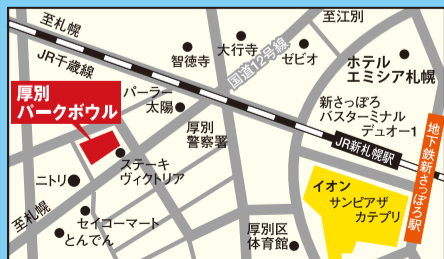 至札幌
JR千歳線
智徳寺
大行寺
国道12号線
ゼビオ
至江別
ホテル
エミシア札幌
厚別
パークボウル
パーラー
太陽
厚別
警察署
新さっぽろ
バスターミナル
デュオー1
JR新札幌駅
地下鉄新さっぽろ駅
ステーキ
ヴィクトリア
ニトリ
至札幌
セイコーマート
とんでん
イオン
サンピアザ
カテプリ
厚別区
体育館